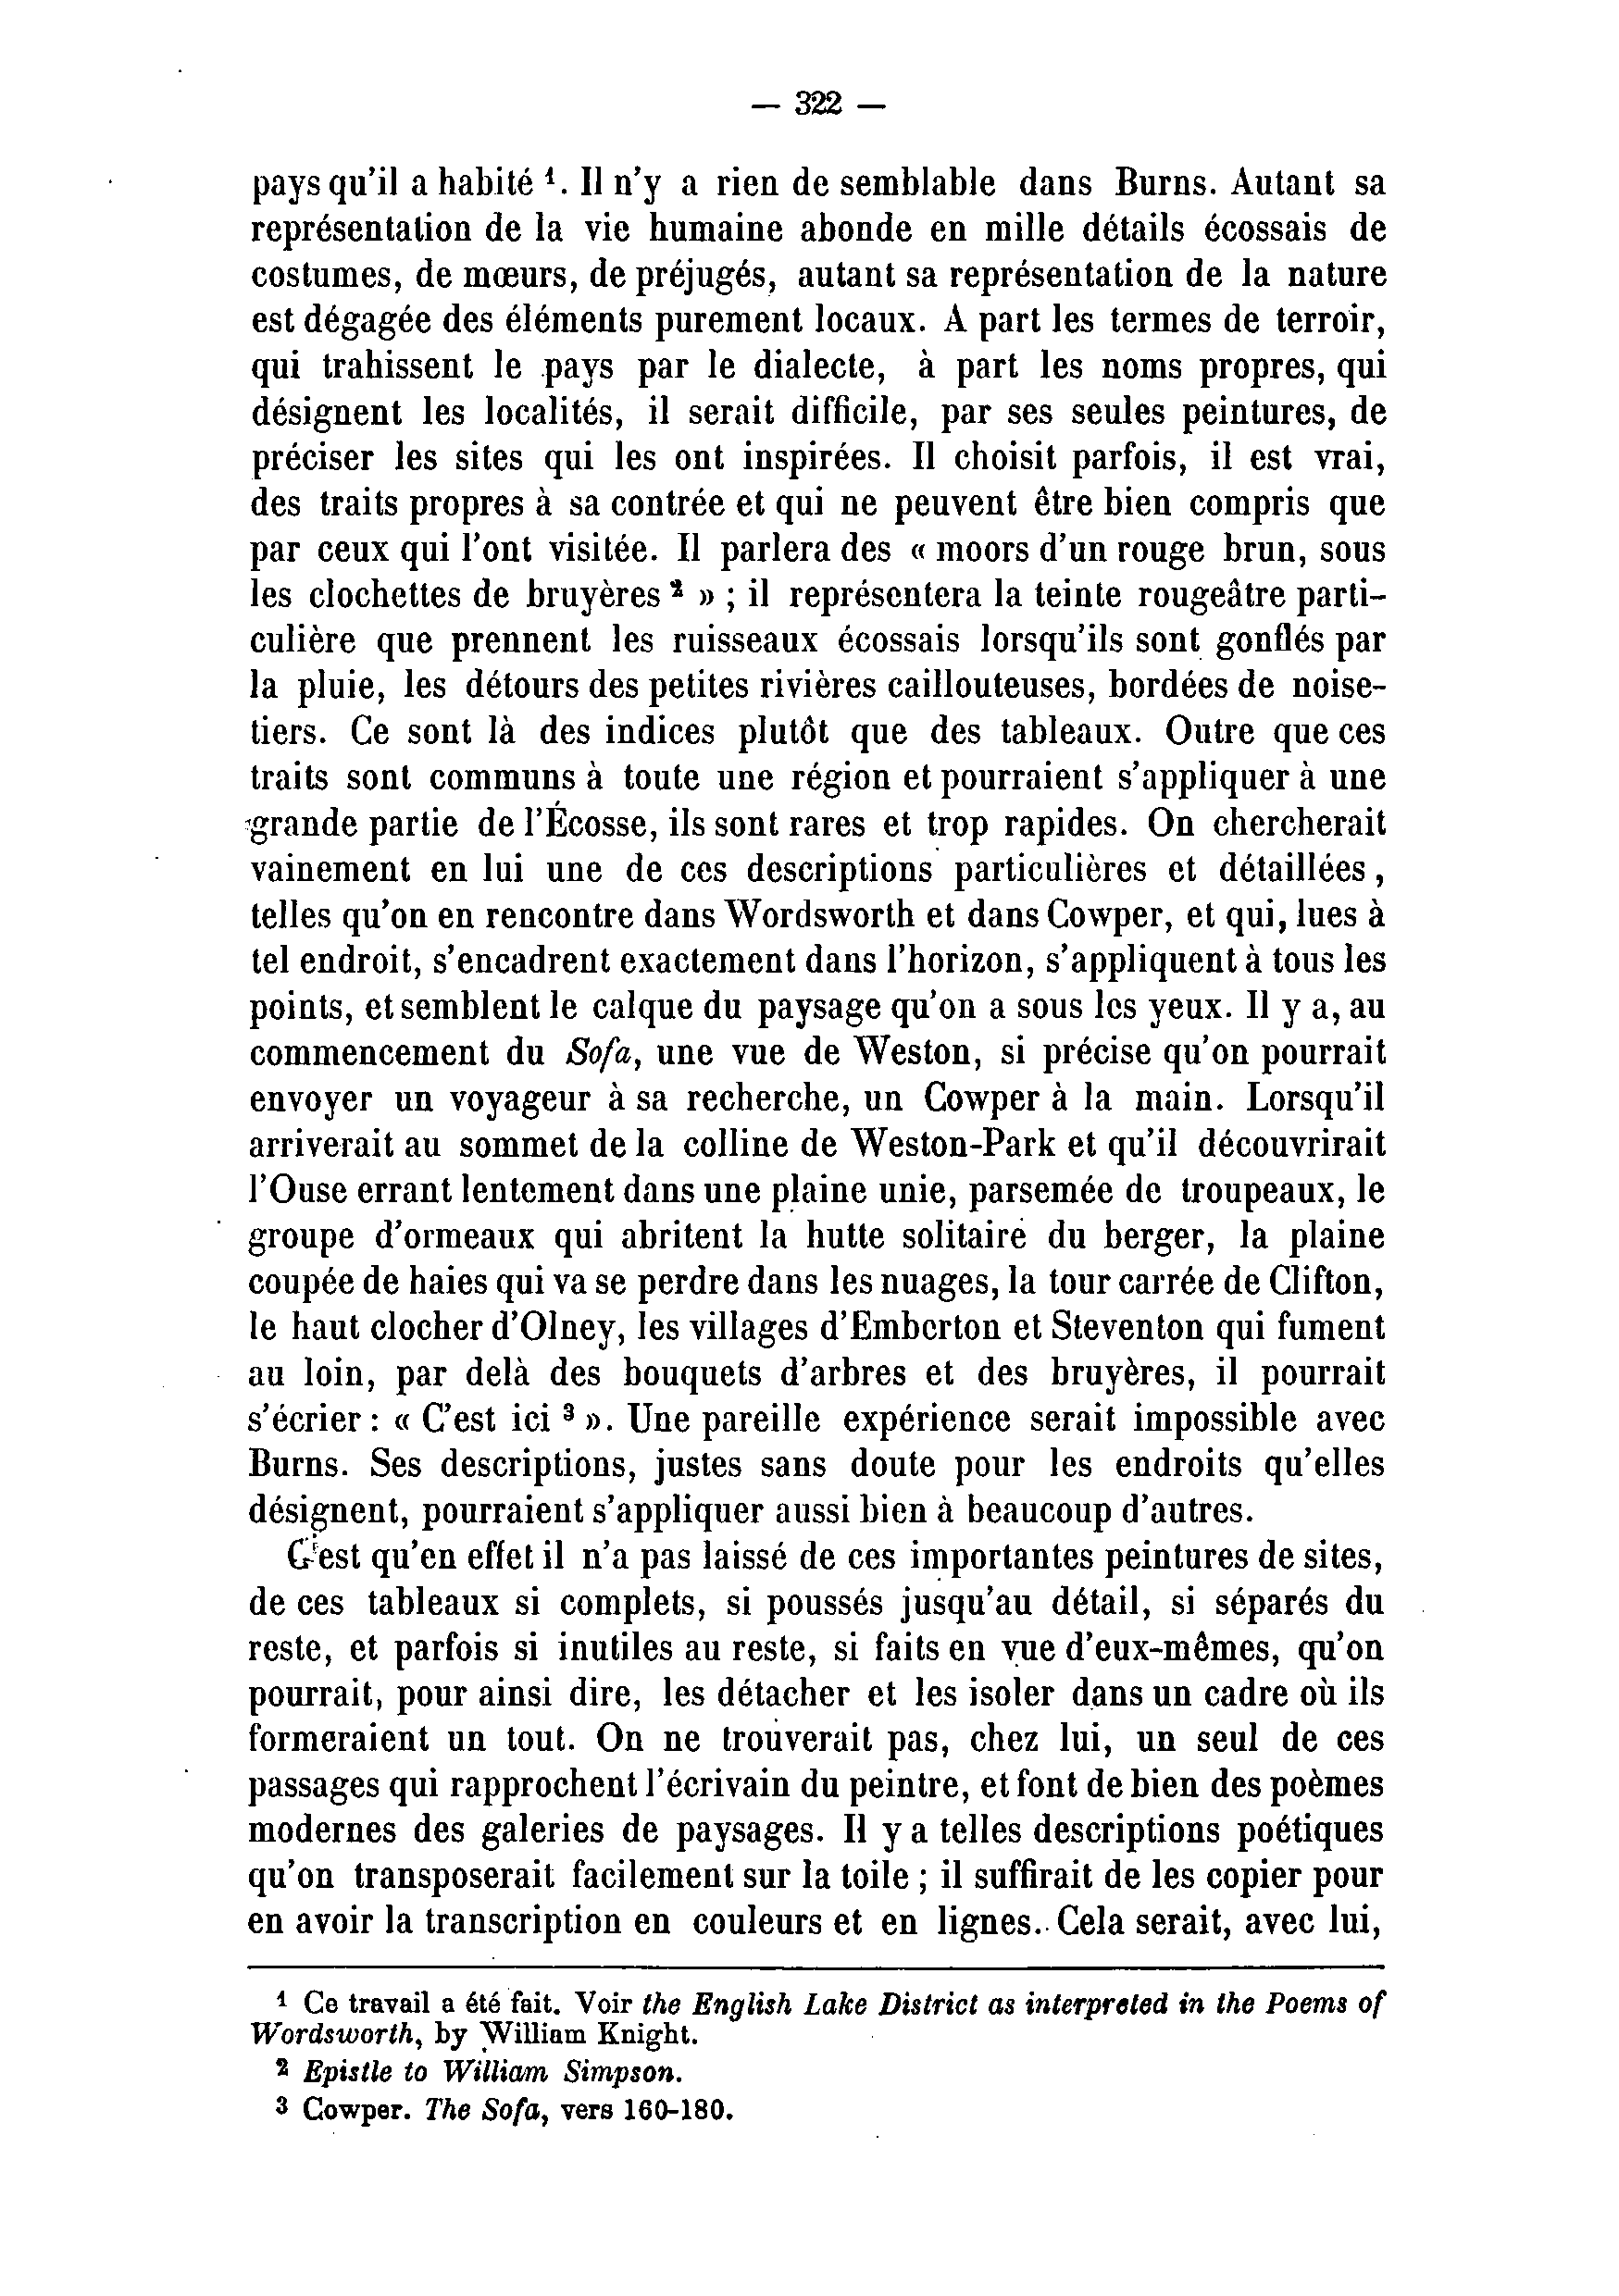 — 322 —
pays qu'il a habité ¹. Il n'y a rien de semblable dans Burns. Autant sa
représentation de la vie humaine abonde en mille détails écossais de
costumes, de mœurs, de préjugés, autant sa représentation de la nature
est dégagée des éléments purement locaux. A part les termes de terroir,
qui trahissent le pays par le dialecte, à part les noms propres, qui
désignent les localités, il serait difficile, par ses seules peintures, de
préciser les sites qui les ont inspirées. Il choisit parfois, il est vrai,
des traits propres à sa contrée et qui ne peuvent être bien compris que
par ceux qui l'ont visitée. Il parlera des « moors d'un rouge brun, sous
les clochettes de bruyères ² » ; il représentera la teinte rougeâtre parti-
culière que prennent les ruisseaux écossais lorsqu'ils sont gonflés par
la pluie, les détours des petites rivières caillouteuses, bordées de noise-
tiers. Ce sont là des indices plutôt que des tableaux. Outre que ces
traits sont communs à toute une région et pourraient s'appliquer à une
grande partie de l'Écosse, ils sont rares et trop rapides. On chercherait
vainement en lui une de ces descriptions particulières et détaillées,
telles qu'on en rencontre dans Wordsworth et dans Cowper, et qui, lues à
tel endroit, s'encadrent exactement dans l'horizon, s'appliquent à tous les
points, et semblent le calque du paysage qu'on a sous les yeux. Il y a, au
commencement du Sofa, une vue de Weston, si précise qu'on pourrait
envoyer un voyageur à sa recherche, un Cowper à la main. Lorsqu'il
arriverait au sommet de la colline de Weston-Park et qu'il découvrirait
l'Ouse errant lentement dans une plaine unie, parsemée de troupeaux, le
groupe d'ormeaux qui abritent la hutte solitaire du berger, la plaine
coupée de haies qui va se perdre dans les nuages, la tour carrée de Clifton,
le haut clocher d'Olney, les villages d'Emberton et Steventon qui fument
au loin, par delà des bouquets d'arbres et des bruyères, il pourrait
s'écrier : « C'est ici ³ ». Une pareille expérience serait impossible avec
Burns. Ses descriptions, justes sans doute pour les endroits qu'elles
désignent, pourraient s'appliquer aussi bien à beaucoup d'autres.
C'est qu'en effet il n'a pas laissé de ces importantes peintures de sites,
de ces tableaux si complets, si poussés jusqu'au détail, si séparés du
reste, et parfois si inutiles au reste, si faits en vue d'eux-mêmes, qu'on
pourrait, pour ainsi dire, les détacher et les isoler dans un cadre où ils
formeraient un tout. On ne trouverait pas, chez lui, un seul de ces
passages qui rapprochent l'écrivain du peintre, et font de bien des poèmes
modernes des galeries de paysages. Il y a telles descriptions poétiques
qu'on transposerait facilement sur la toile ; il suffirait de les copier pour
en avoir la transcription en couleurs et en lignes. Cela serait, avec lui,
¹ Ce travail a été fait. Voir the English Lake District as interpreted in the Poems of
Wordsworth, by William Knight.
² Epistle to William Simpson.
³ Cowper. The Sofa, vers 160-180.